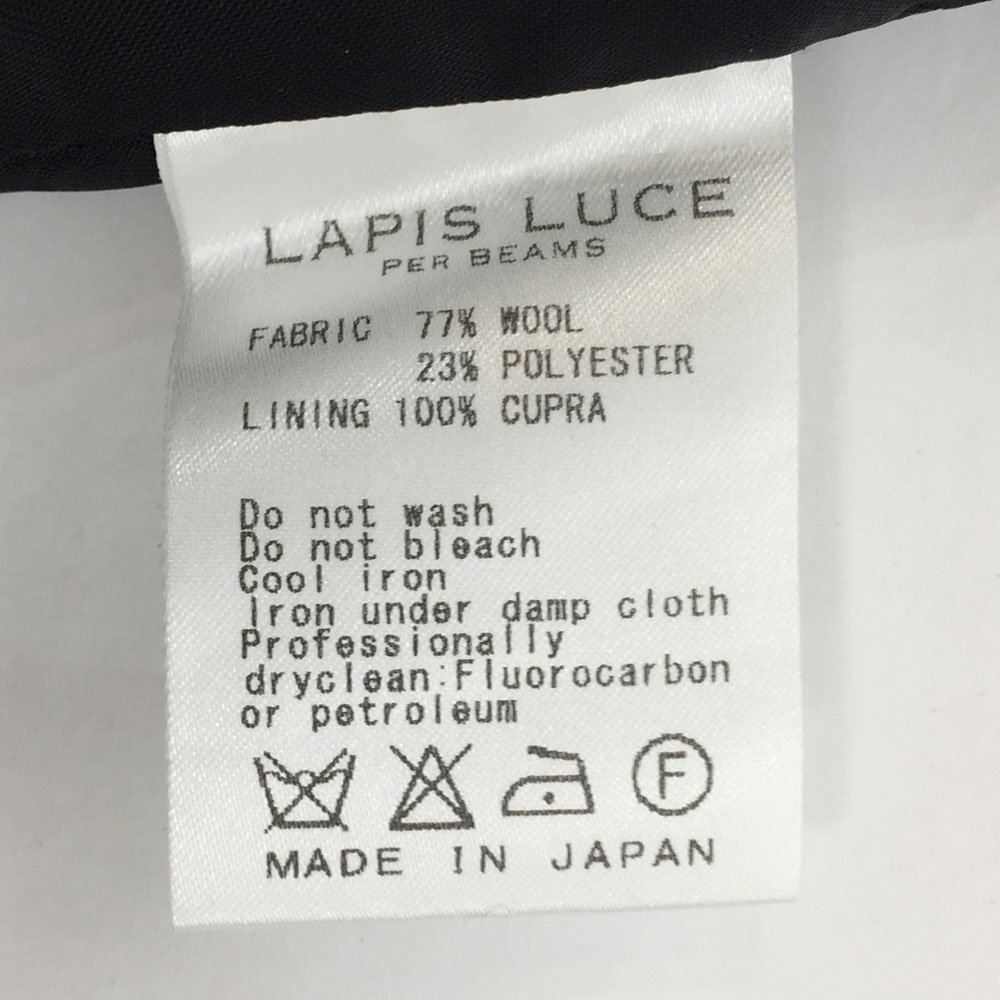 LAPIS LUCE
PER BEAMS
FABRIC 77% WOOL
23% POLYESTER
LINING 100% CUPRA
Do not wash
Do not bleach
Cool iron
Iron under damp cloth
Professionally
dryclean:Fluorocarbon
or petroleum
F
MADE IN JAPAN